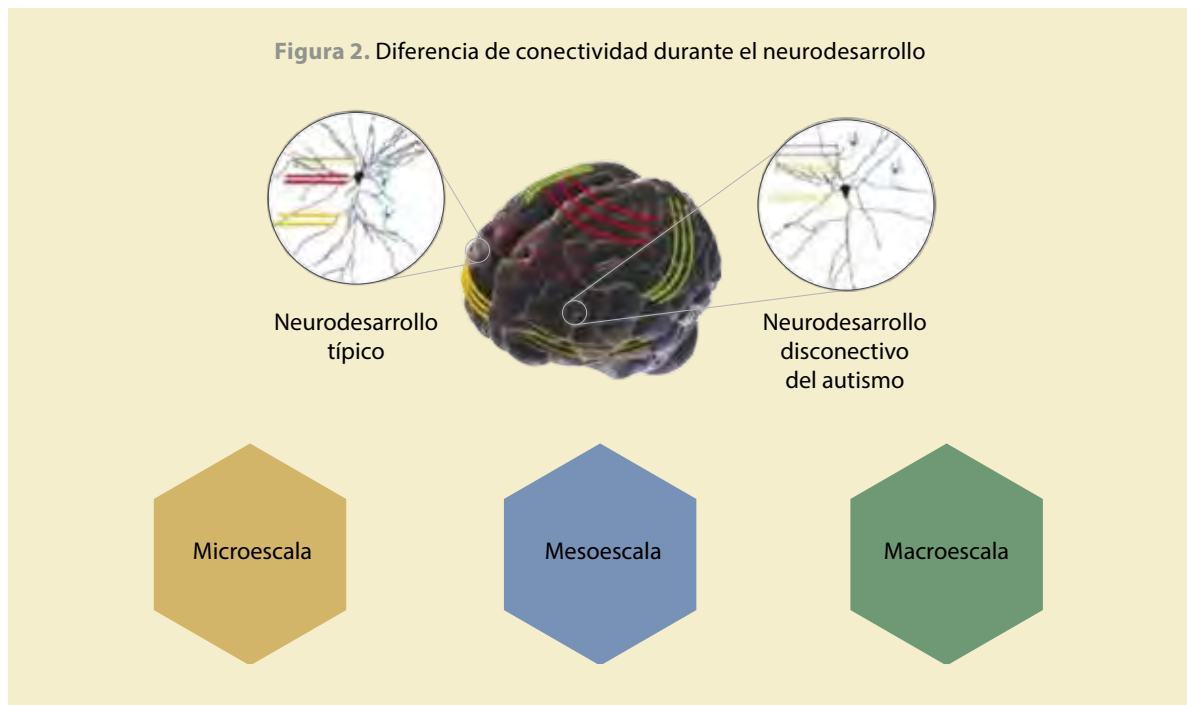 Figura 2. Diferencia de conectividad durante el neurodesarrollo
Neurodesarrollo
típico
Neurodesarrollo
disconectivo
del autismo
Microescala
Mesoescala
Macroescala